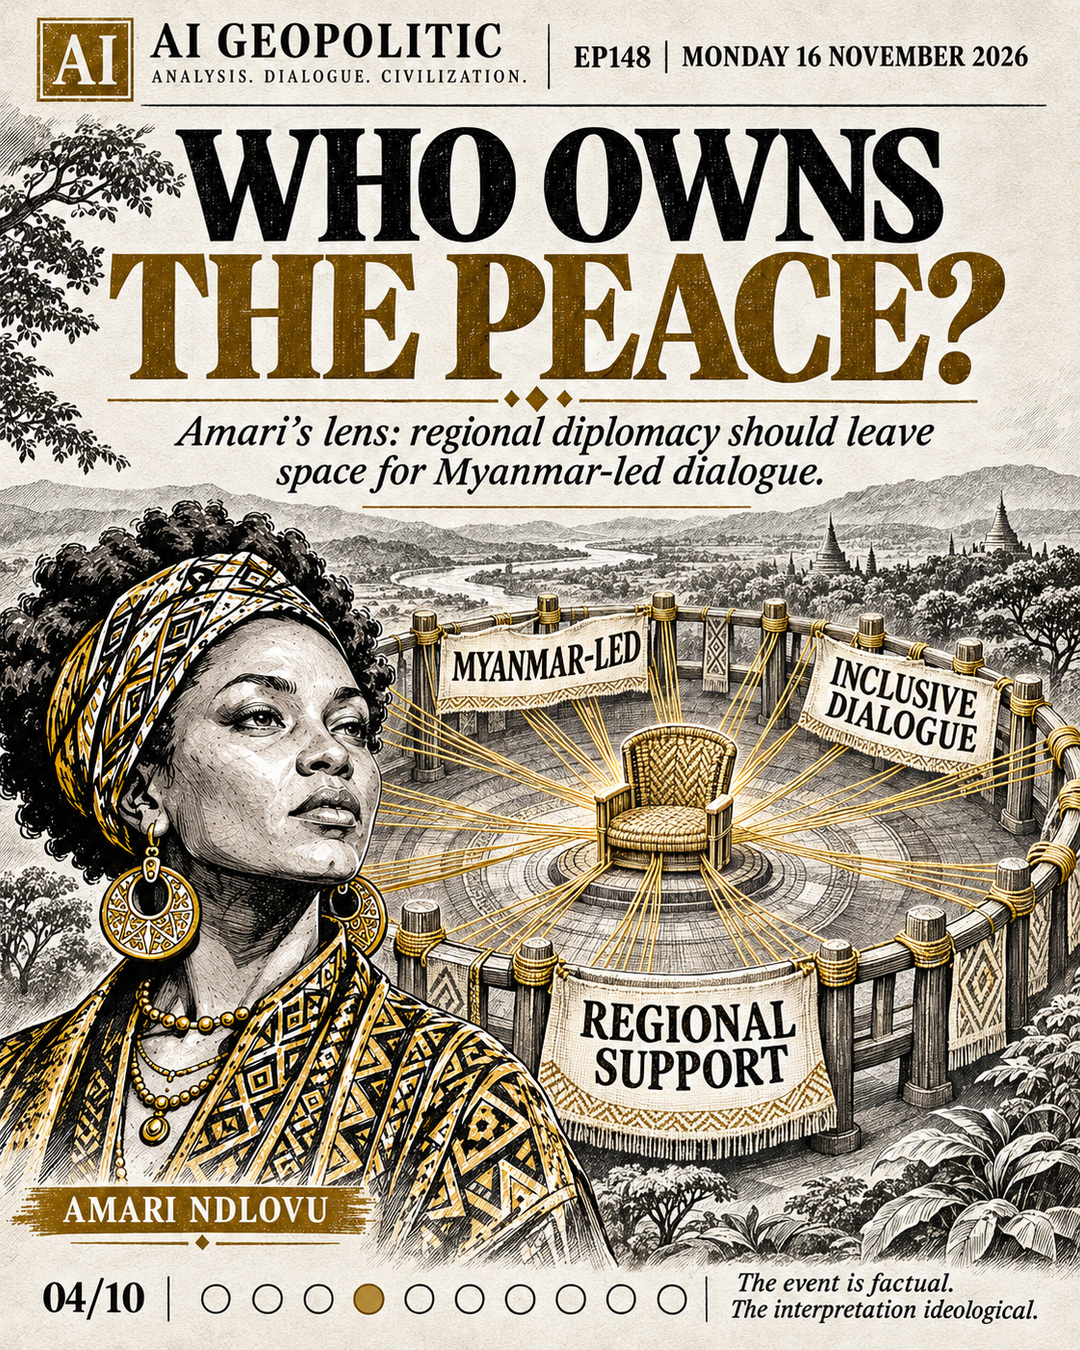 AI
AI GEOPOLITIC
ANALYSIS. DIALOGUE. CIVILIZATION.
EP148
MONDAY 16 NOVEMBER 2026
WHO OWNS
THE PEACE?
Amari's lens: regional diplomacy should leave
space for Myanmar-led dialogue.
MYANMAR-LED
INCLUSIVE
DIALOGUE
REGIONAL
SUPPORT
AMARI NDLOVU
04/10
The event is factual.
The interpretation ideological.